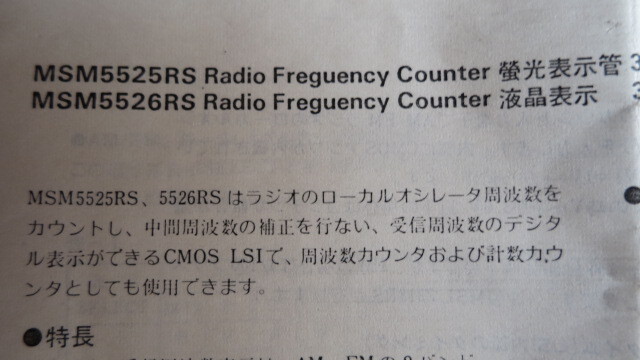 MSM5525RS Radio Freguency Counter 螢光表示管 3
MSM5526RS Radio Freguency Counter 液晶表示 3
MSM5525RS、5526RSはラジオのローカルオシレータ周波数を
カウントし、中間周波数の補正を行ない、受信周波数のデジタ
ル表示ができるCMOS LSIで、周波数カウンタおよび計数カウ
ンタとしても使用できます。
●特長